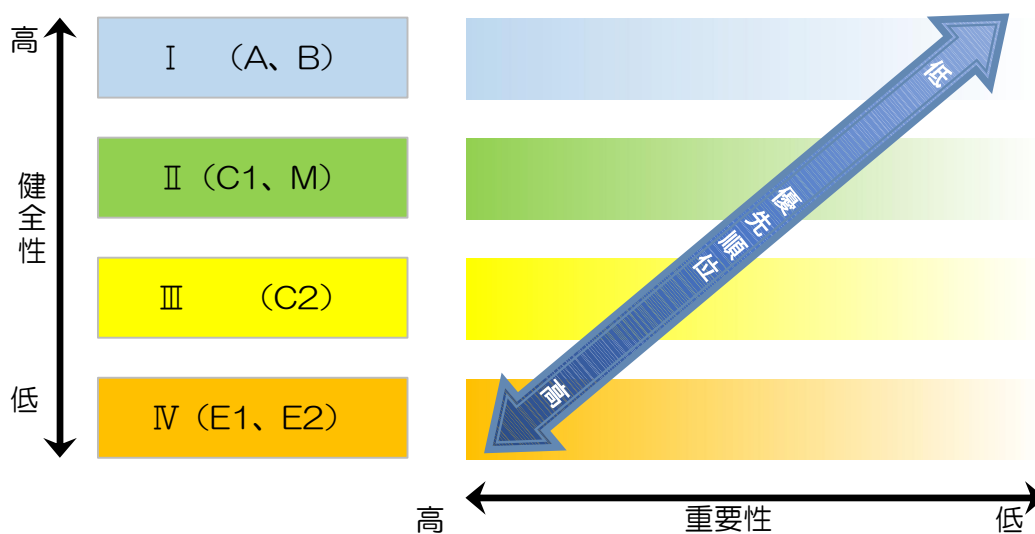 高
Ⅰ （A、B）
低
Ⅱ（C1、M）
健全性
優先順位
Ⅲ （C2）
低
Ⅳ（E1、E2）
高
高
重要性
低